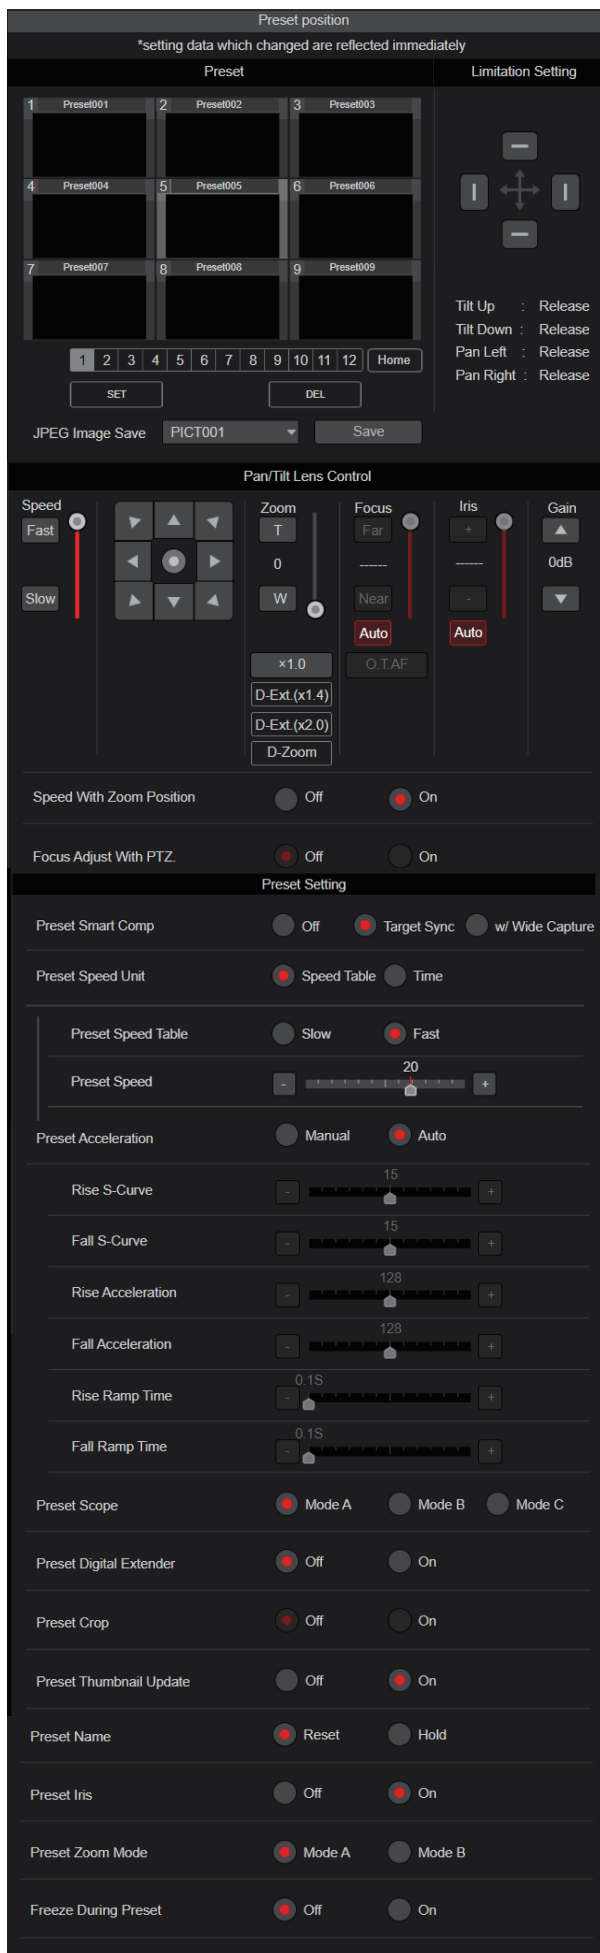 Preset position
*setting data which changed are reflected immediately
Preset Limitation Setting
1 Preset001 2 Preset002 3 Preset003
4 Preset004 5 Preset005 6 Preset006
7 Preset007 8 Preset008 9 Preset009
Tilt Up : Release
Tilt Down : Release
Pan Left : Release
Pan Right : Release
1 2 3 4 5 6 7 8 9 10 11 12 Home
SET DEL
JPEG Image Save PICT001 Save
Pan/Tilt Lens Control
Speed Zoom Focus Iris Gain
Fast T Far +
0 ------ ------ 0dB
Slow W Near -
Auto Auto
×1.0 O.T.AF
D-Ext.(x1.4)
D-Ext.(x2.0)
D-Zoom
Speed With Zoom Position Off On
Focus Adjust With PTZ. Off On
Preset Setting
Preset Smart Comp Off Target Sync w/ Wide Capture
Preset Speed Unit Speed Table Time
Preset Speed Table Slow Fast
20
Preset Speed - +
Preset Acceleration Manual Auto
15
Rise S-Curve - +
15
Fall S-Curve - +
128
Rise Acceleration - +
128
Fall Acceleration - +
0.1S
Rise Ramp Time - +
0.1S
Fall Ramp Time - +
Preset Scope Mode A Mode B Mode C
Preset Digital Extender Off On
Preset Crop Off On
Preset Thumbnail Update Off On
Preset Name Reset Hold
Preset Iris Off On
Preset Zoom Mode Mode A Mode B
Freeze During Preset Off On